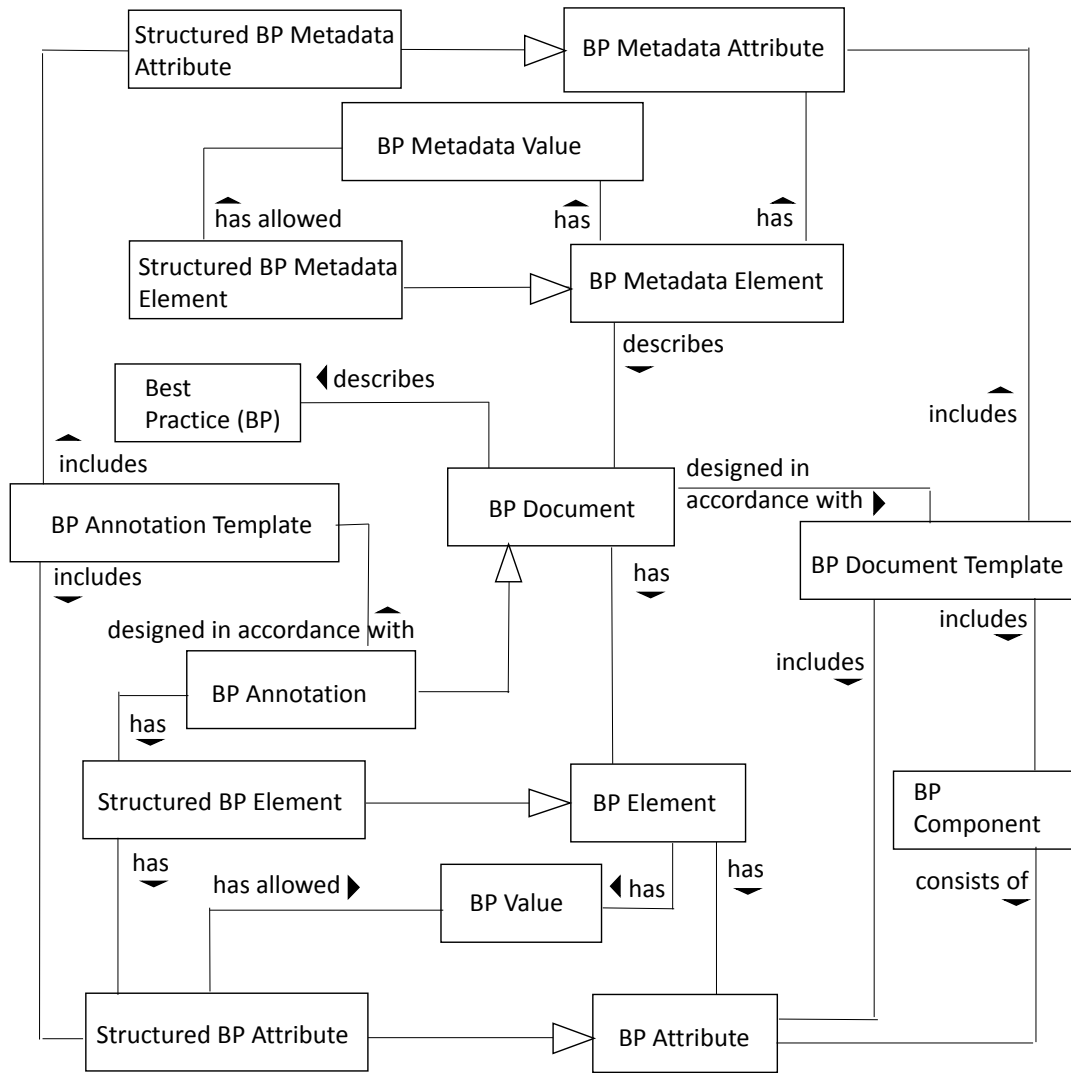 Structured BP Metadata
Attribute
BP Metadata Attribute
BP Metadata Value
has allowed
has
has
Structured BP Metadata
Element
BP Metadata Element
describes
describes
Best
Practice (BP)
includes
includes
designed in
accordance with
BP Annotation Template
BP Document
BP Document Template
includes
has
includes
designed in accordance with
includes
BP Annotation
has
Structured BP Element
BP Element
BP
Component
has
has allowed
BP Value
has
has
consists of
Structured BP Attribute
BP Attribute